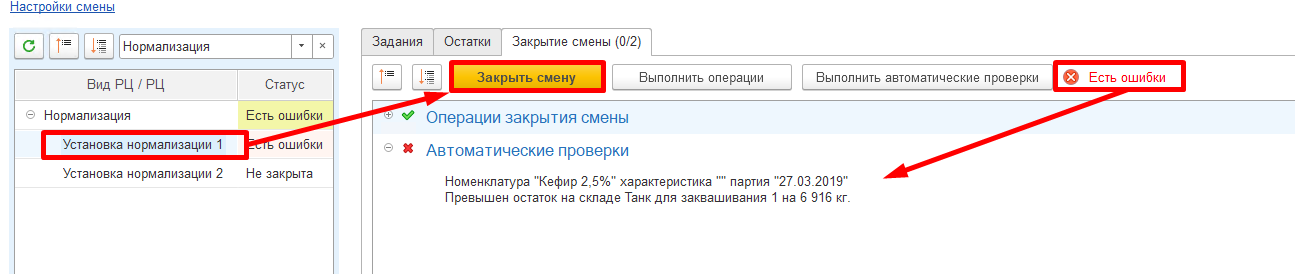 Настройки смены
Нормализация
Задания Остатки Закрытие смены (0/2)
Закрыть смену Выполнить операции Выполнить автоматические проверки Есть ошибки
Вид РЦ / РЦ Статус
Нормализация Есть ошибки
Установка нормализации 1 Есть ошибки
Установка нормализации 2 Не закрыта
Операции закрытия смены
Автоматические проверки
Номенклатура "Кефир 2,5%" характеристика "" партия "27.03.2019"
Превышен остаток на складе Танк для заквашивания 1 на 6 916 кг.